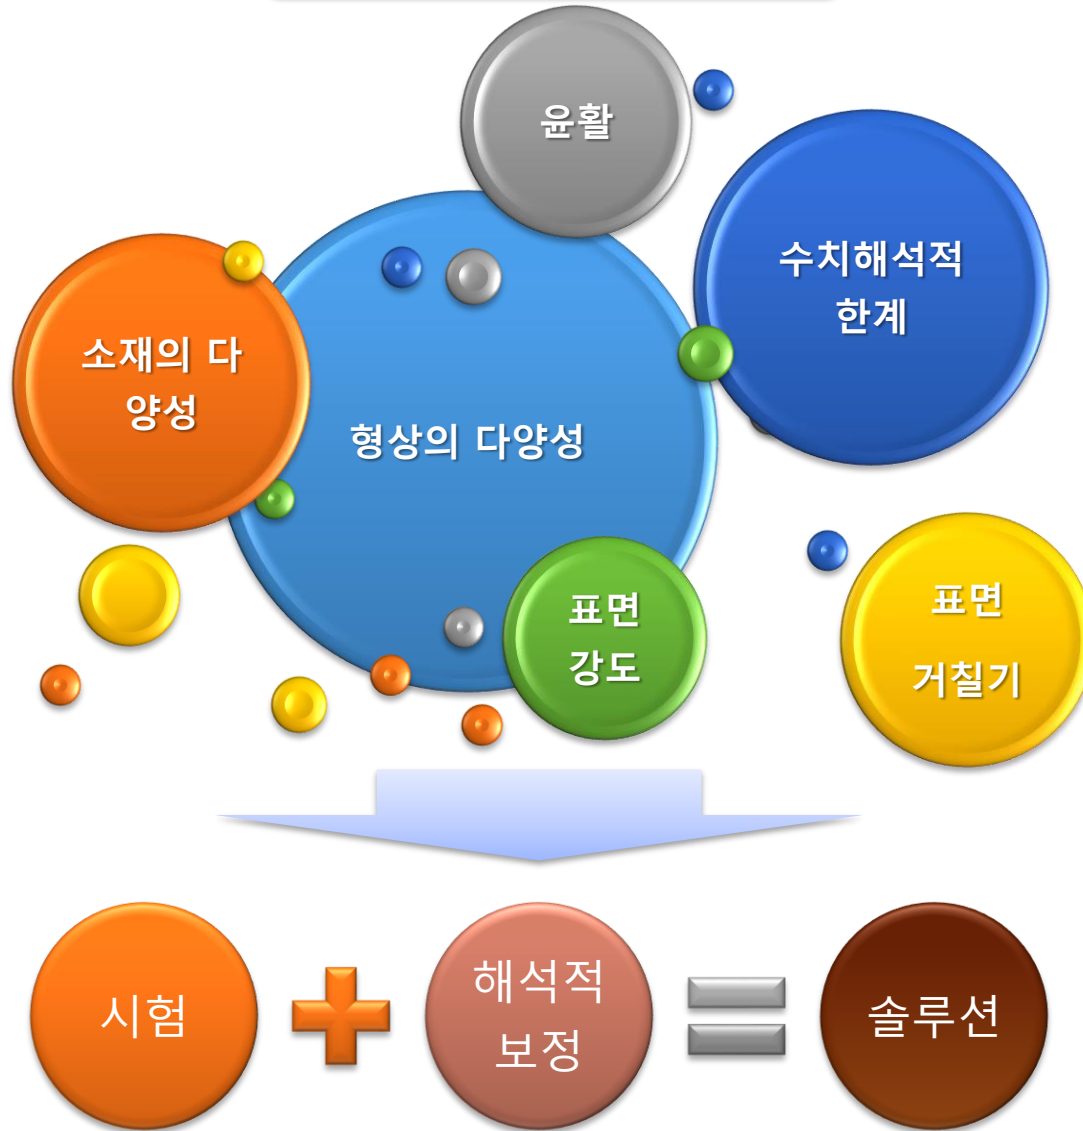 윤활
수치해석적
한계
소재의 다
양성
형상의 다양성
표면
강도
표면
거칠기
시험
해석적
보정
솔루션